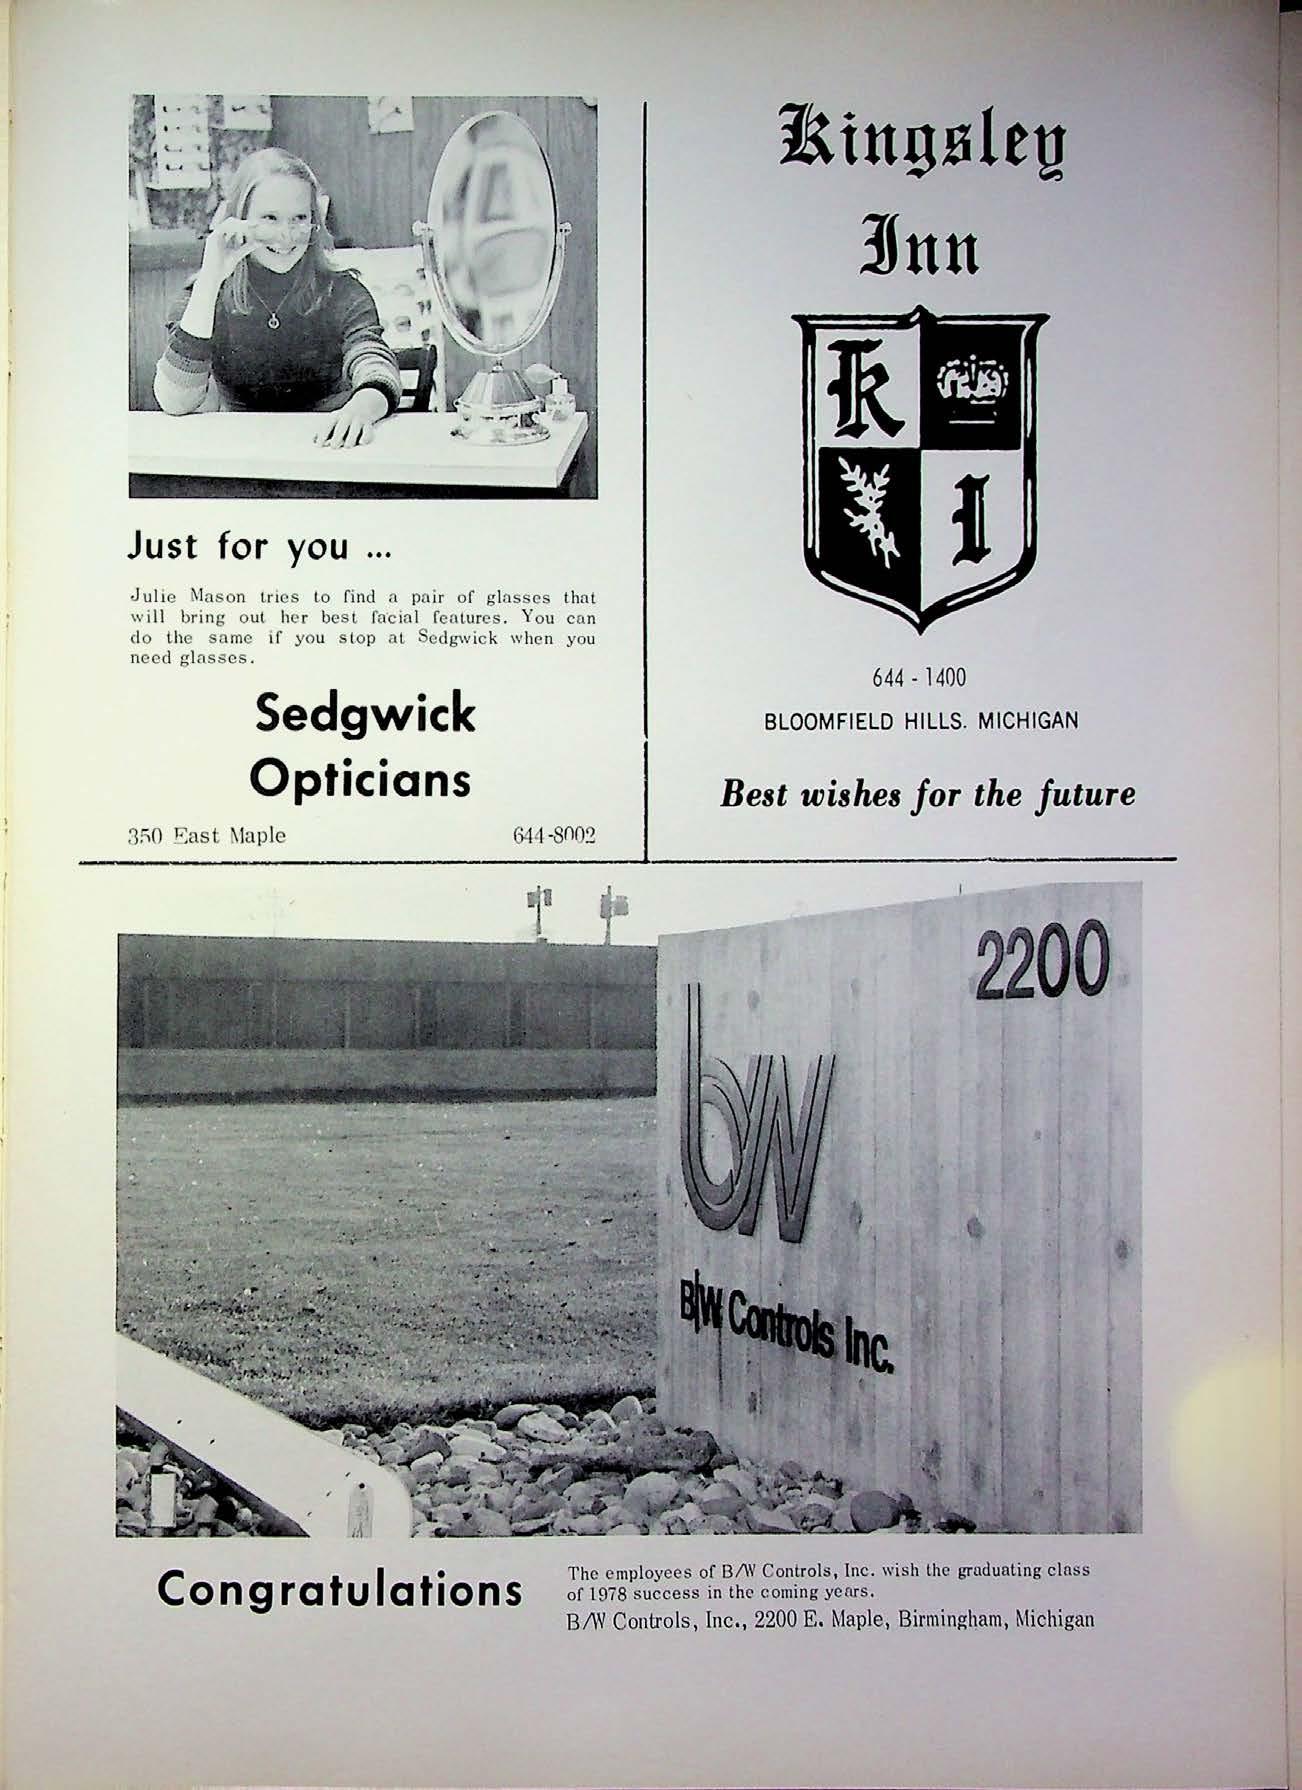 Just for you ...
Julie Mason tries to find a pair of glasses that
will bring out her best facial features. You can
do the same if you stop at Sedgwick when you
need glasses.
Sedgwick
Opticians
350 East Maple 644-8002
Kingsley
Inn
K
I
644 - 1400
BLOOMFIELD HILLS. MICHIGAN
Best wishes for the future
2200
bw
B/W Controls Inc.
Congratulations
The employees of B/W Controls, Inc. wish the graduating class
of 1978 success in the coming years.
B/W Controls, Inc., 2200 E. Maple, Birmingham, Michigan